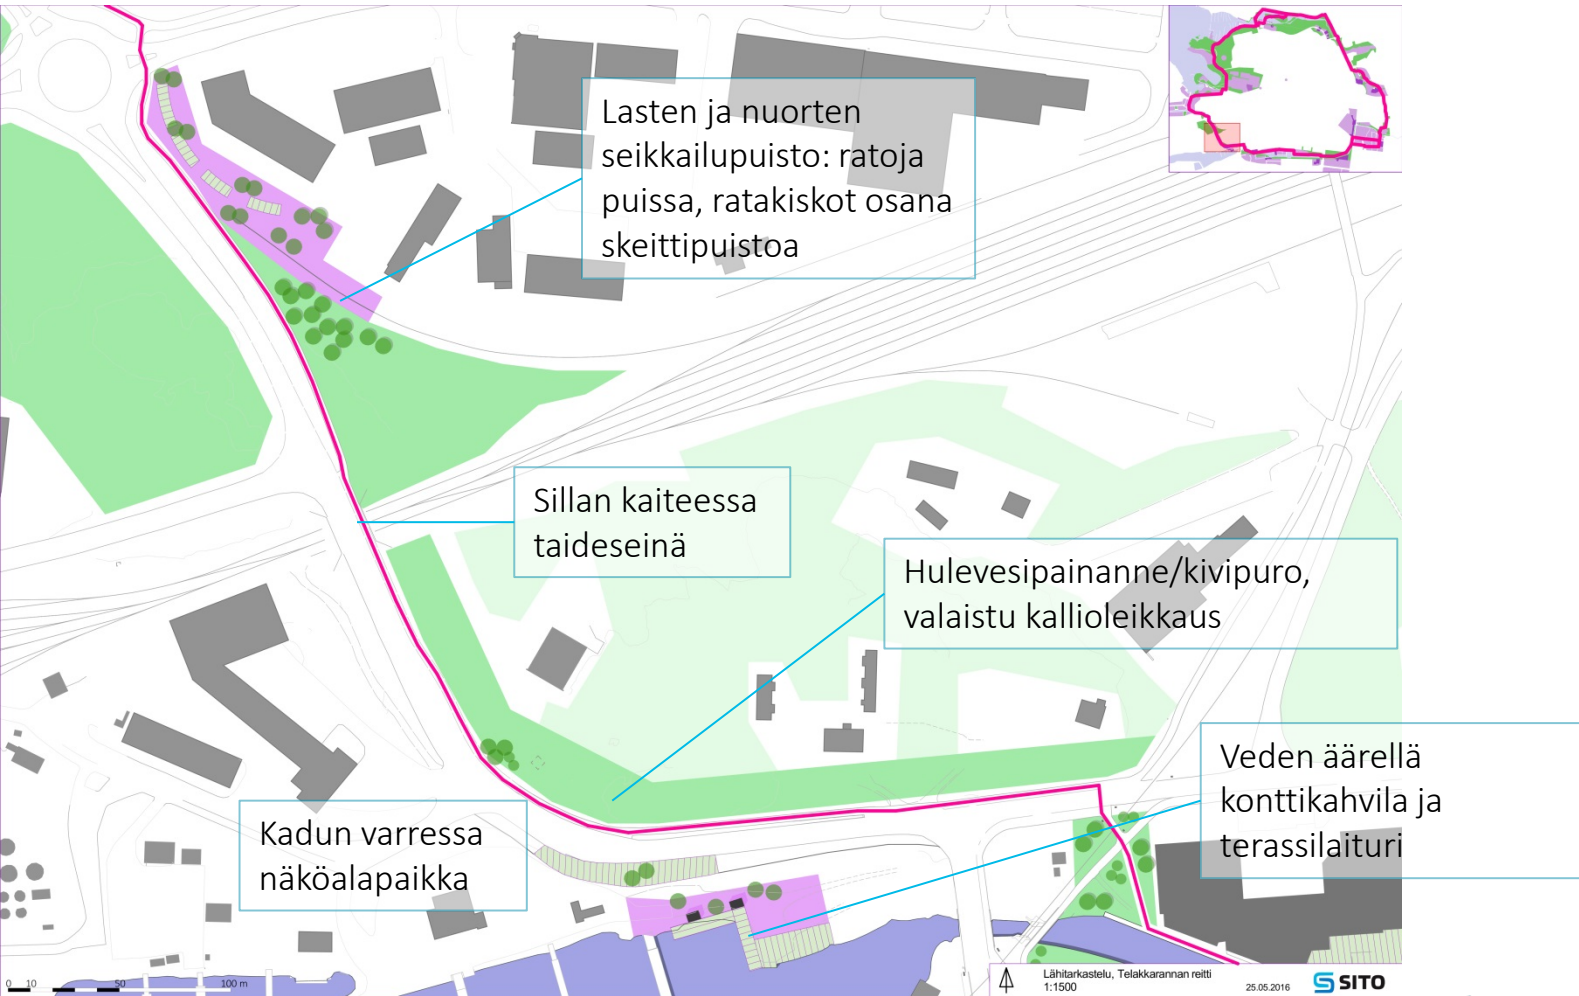 Lasten ja nuorten
seikkailupuisto: ratoja
puissa, ratakiskot osana
skeittipuistoa
Sillan kaiteessa
taideseinä
Hulevesipainanne/kivipuro,
valaistu kallioleikkaus
Veden äärellä
konttikahvila ja
terassilaituri
Kadun varressa
näköalapaikka
0 10 50 100 m
Lähitarkastelu, Telakkarannan reitti
1:1500
25.05.2016
SITO